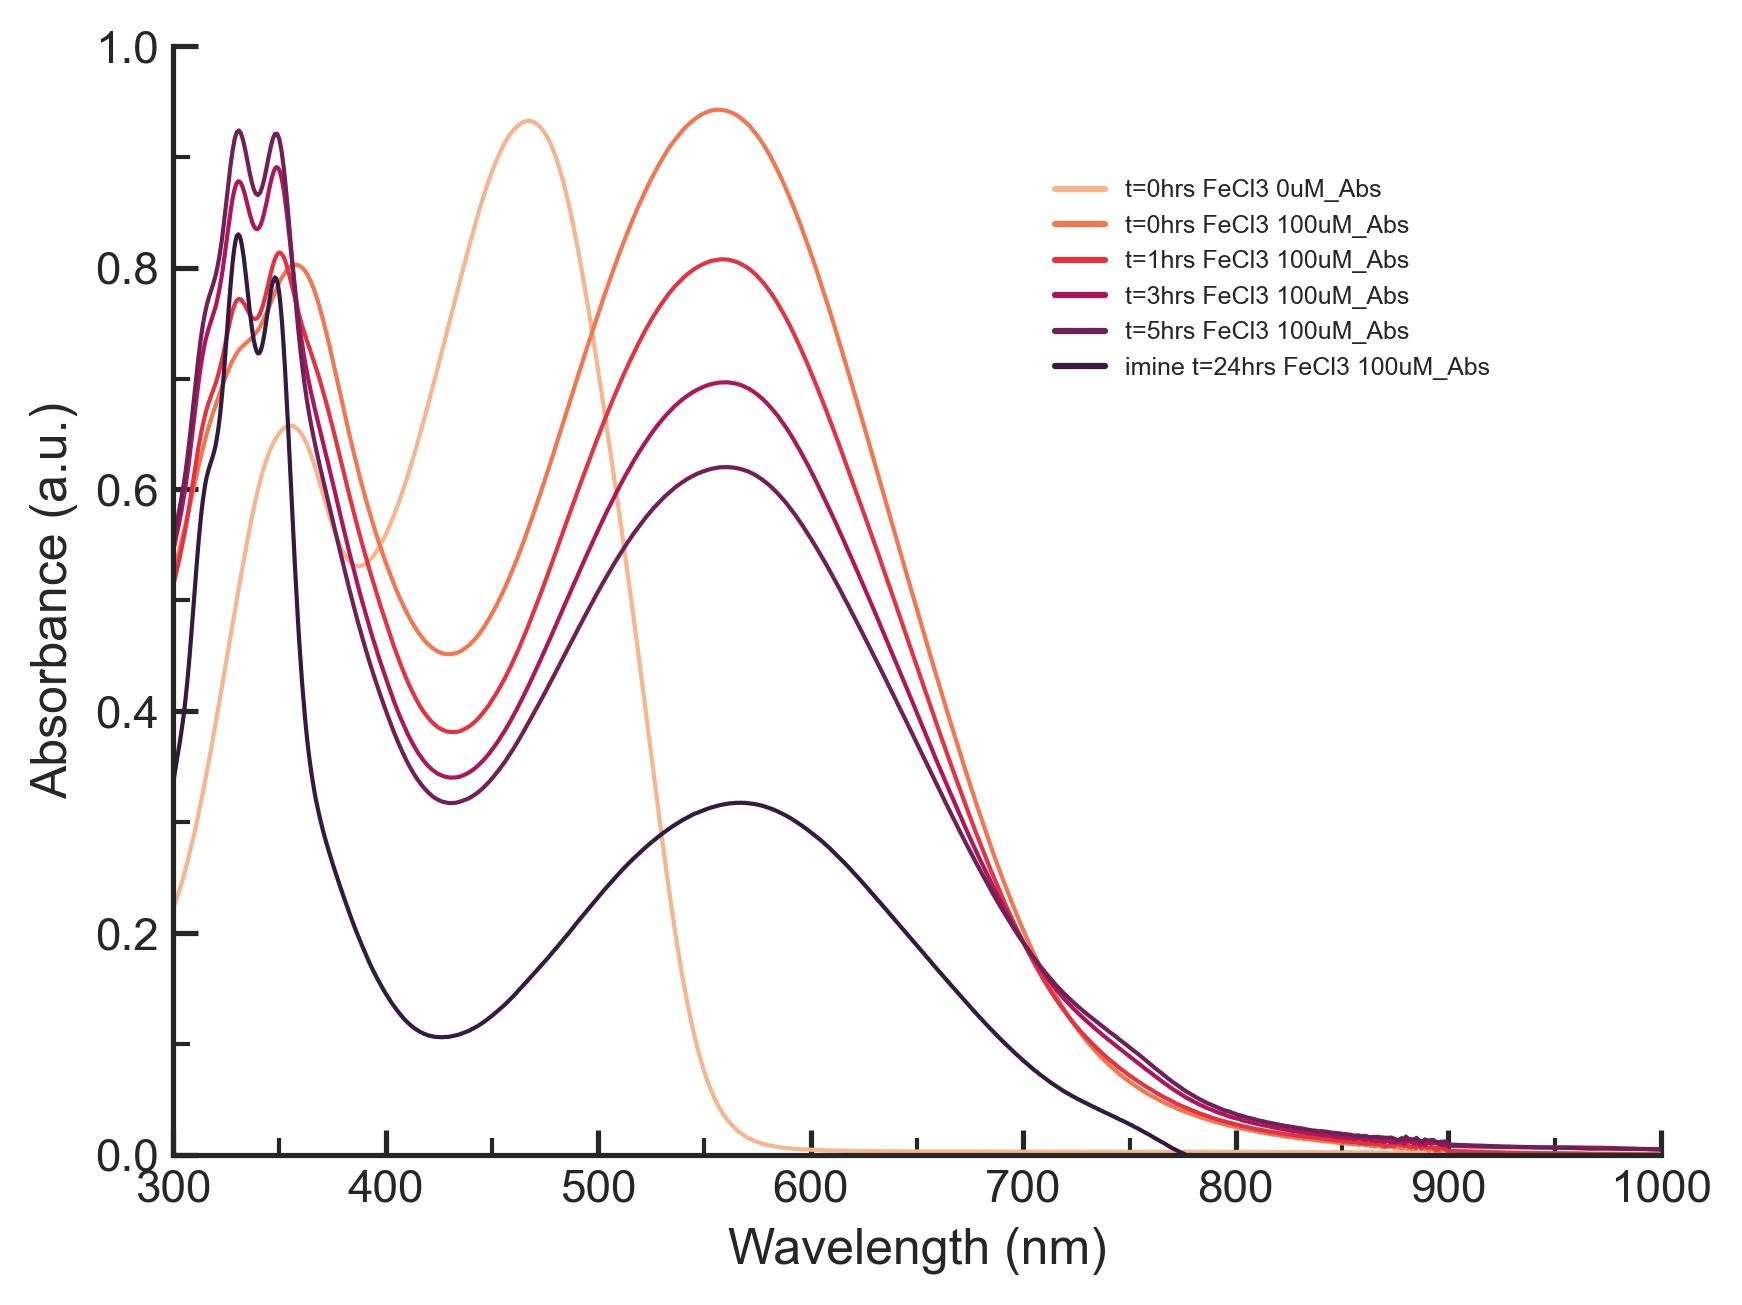 1.0
0.8
0.6
0.4
0.2
0.0
Absorbance (a.u.)
t=0hrs FeCl3 0uM_Abs
t=0hrs FeCl3 100uM_Abs
t=1hrs FeCl3 100uM_Abs
t=3hrs FeCl3 100uM_Abs
t=5hrs FeCl3 100uM_Abs
imine t=24hrs FeCl3 100uM_Abs
300 400 500 600 700 800 900 1000
Wavelength (nm)